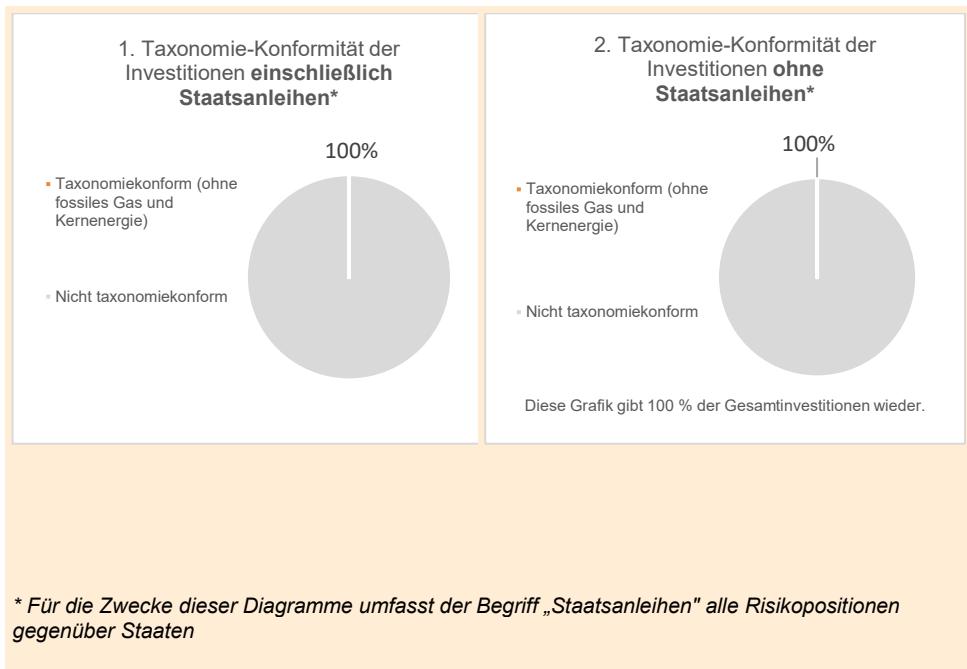 1. Taxonomie-Konformität der
Investitionen einschließlich
Staatsanleihen*
100%
Taxonomiekonform (ohne
fossiles Gas und
Kernenergie)
Nicht taxonomiekonform
2. Taxonomie-Konformität der
Investitionen ohne
Staatsanleihen*
100%
Taxonomiekonform (ohne
fossiles Gas und
Kernenergie)
Nicht taxonomiekonform
Diese Grafik gibt 100 % der Gesamtinvestitionen wieder.
* Für die Zwecke dieser Diagramme umfasst der Begriff „Staatsanleihen" alle Risikopositionen
gegenüber Staaten